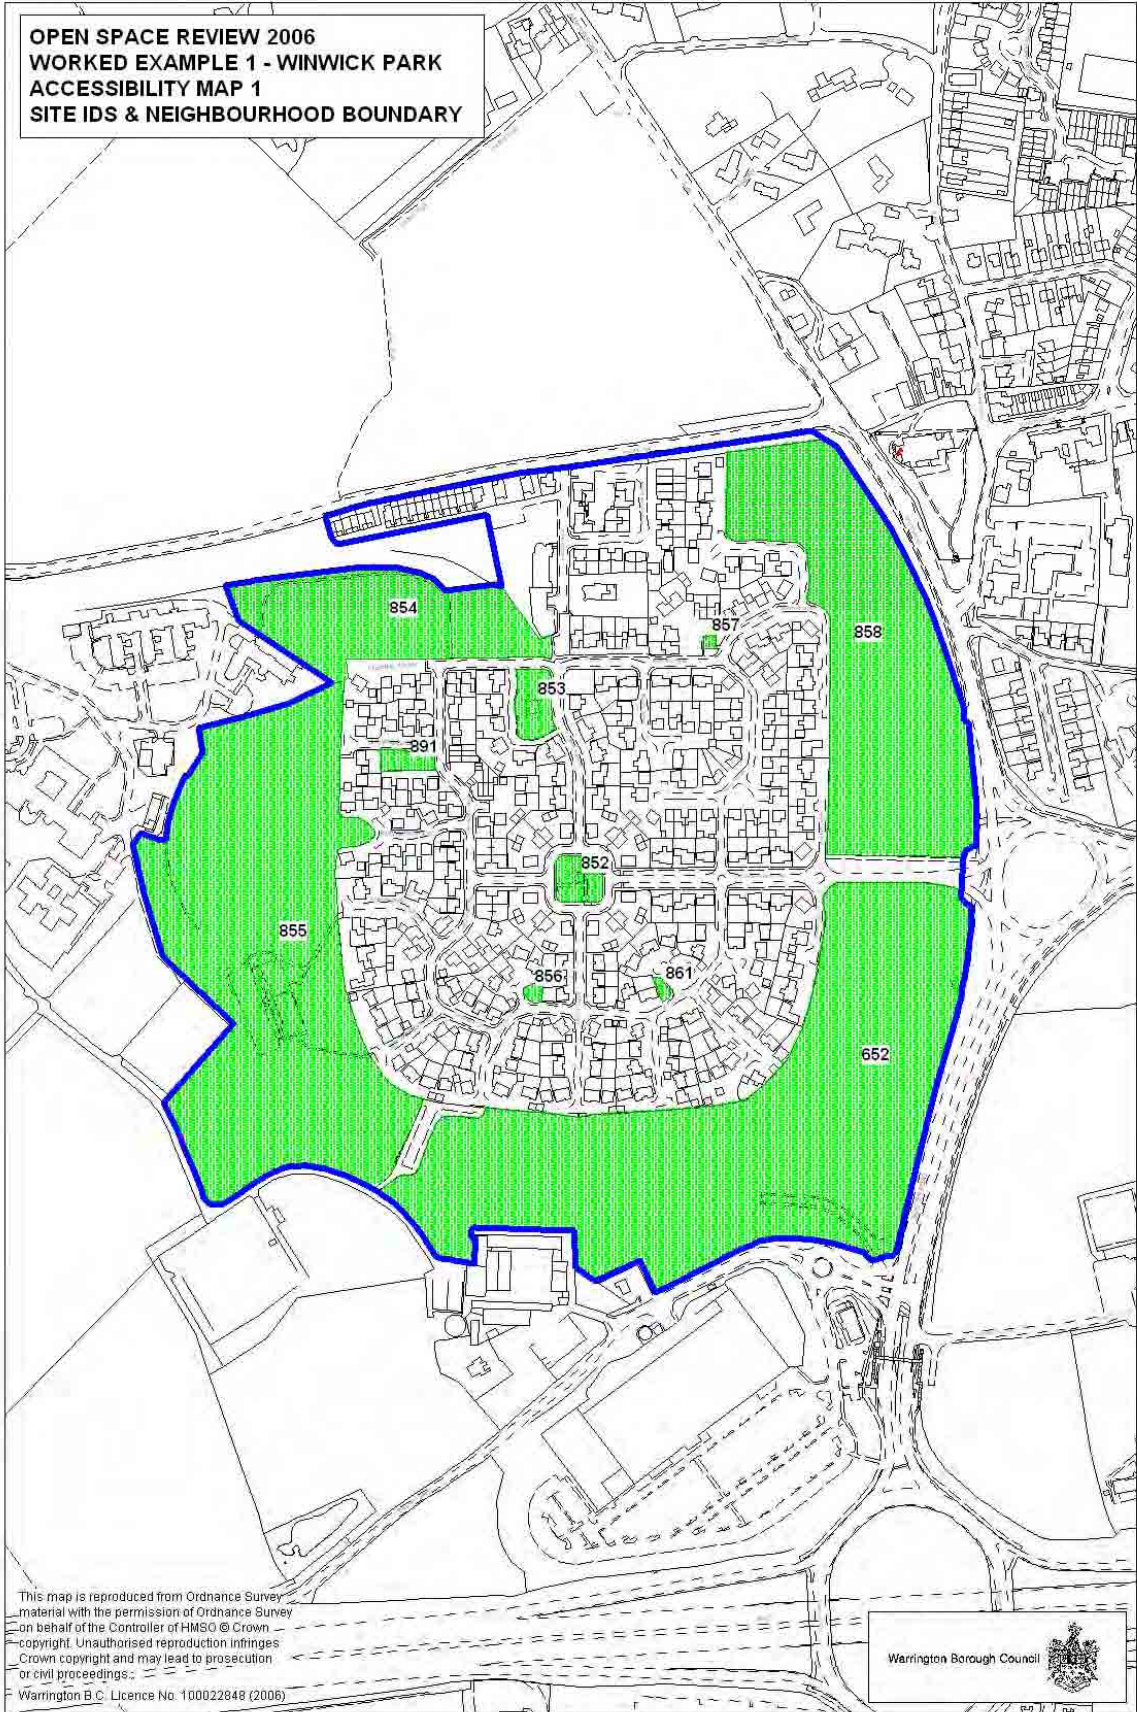 OPEN SPACE REVIEW 2006
WORKED EXAMPLE 1 - WINWICK PARK
ACCESSIBILITY MAP 1
SITE IDS & NEIGHBOURHOOD BOUNDARY
854
857
858
853
891
852
855
856
861
652
This map is reproduced from Ordnance Survey
material with the permission of Ordnance Survey
on behalf of the Controller of HMSO © Crown
copyright. Unauthorised reproduction infringes
Crown copyright and may lead to prosecution
or civil proceedings.
Warrington B.C. Licence No. 100022848 (2006)
Warrington Borough Council